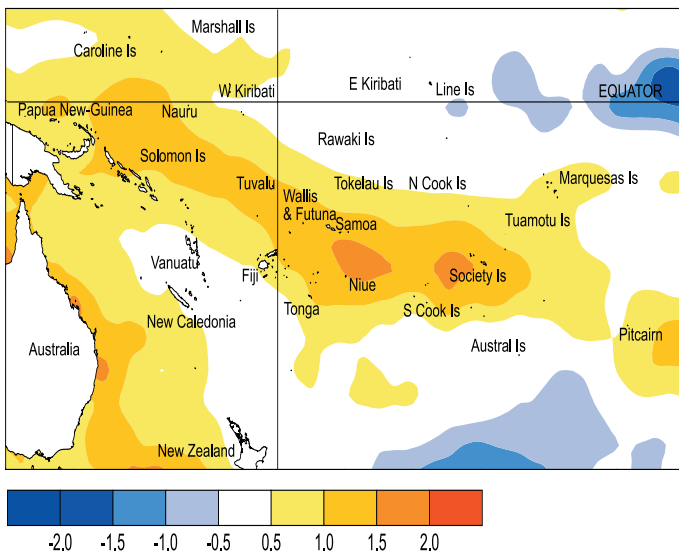 Marshall Is
Caroline Is
W Kiribati
E Kiribati
Line Is
EQUATOR
Papua New-Guinea
Nauru
Rawaki Is
Solomon Is
Tuvalu
Tokelau Is
N Cook Is
Marquesas Is
Wallis
& Futuna
Samoa
Tuamotu Is
Vanuatu
Fiji
Niue
Society Is
Tonga
S Cook Is
New Caledonia
Pitcairn
Australia
Austral Is
New Zealand
-2.0 -1.5 -1.0 -0.5 0.5 1.0 1.5 2.0